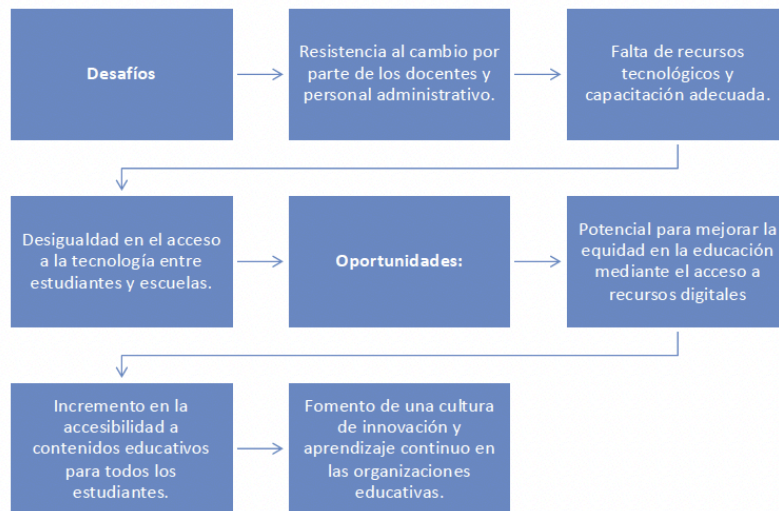 Desafíos
Resistencia al cambio por
parte de los docentes y
personal administrativo.
Falta de recursos
tecnológicos y
capacitación adecuada.
Desigualdad en el acceso
a la tecnología entre
estudiantes y escuelas.
Oportunidades:
Potencial para mejorar la
equidad en la educación
mediante el acceso a
recursos digitales
Incremento en la
accesibilidad a
contenidos educativos
para todos los
estudiantes.
Fomento de una cultura
de innovación y
aprendizaje continuo en
las organizaciones
educativas.